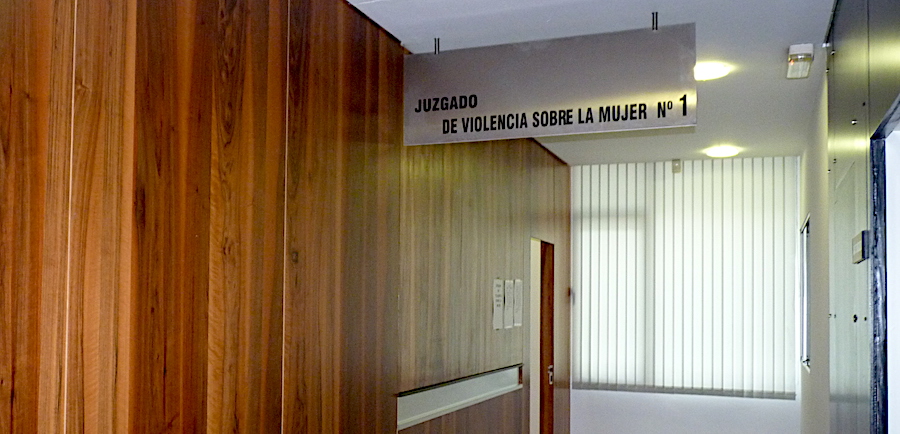 JUZGADO
DE VIOLENCIA SOBRE LA MUJER Nº 1